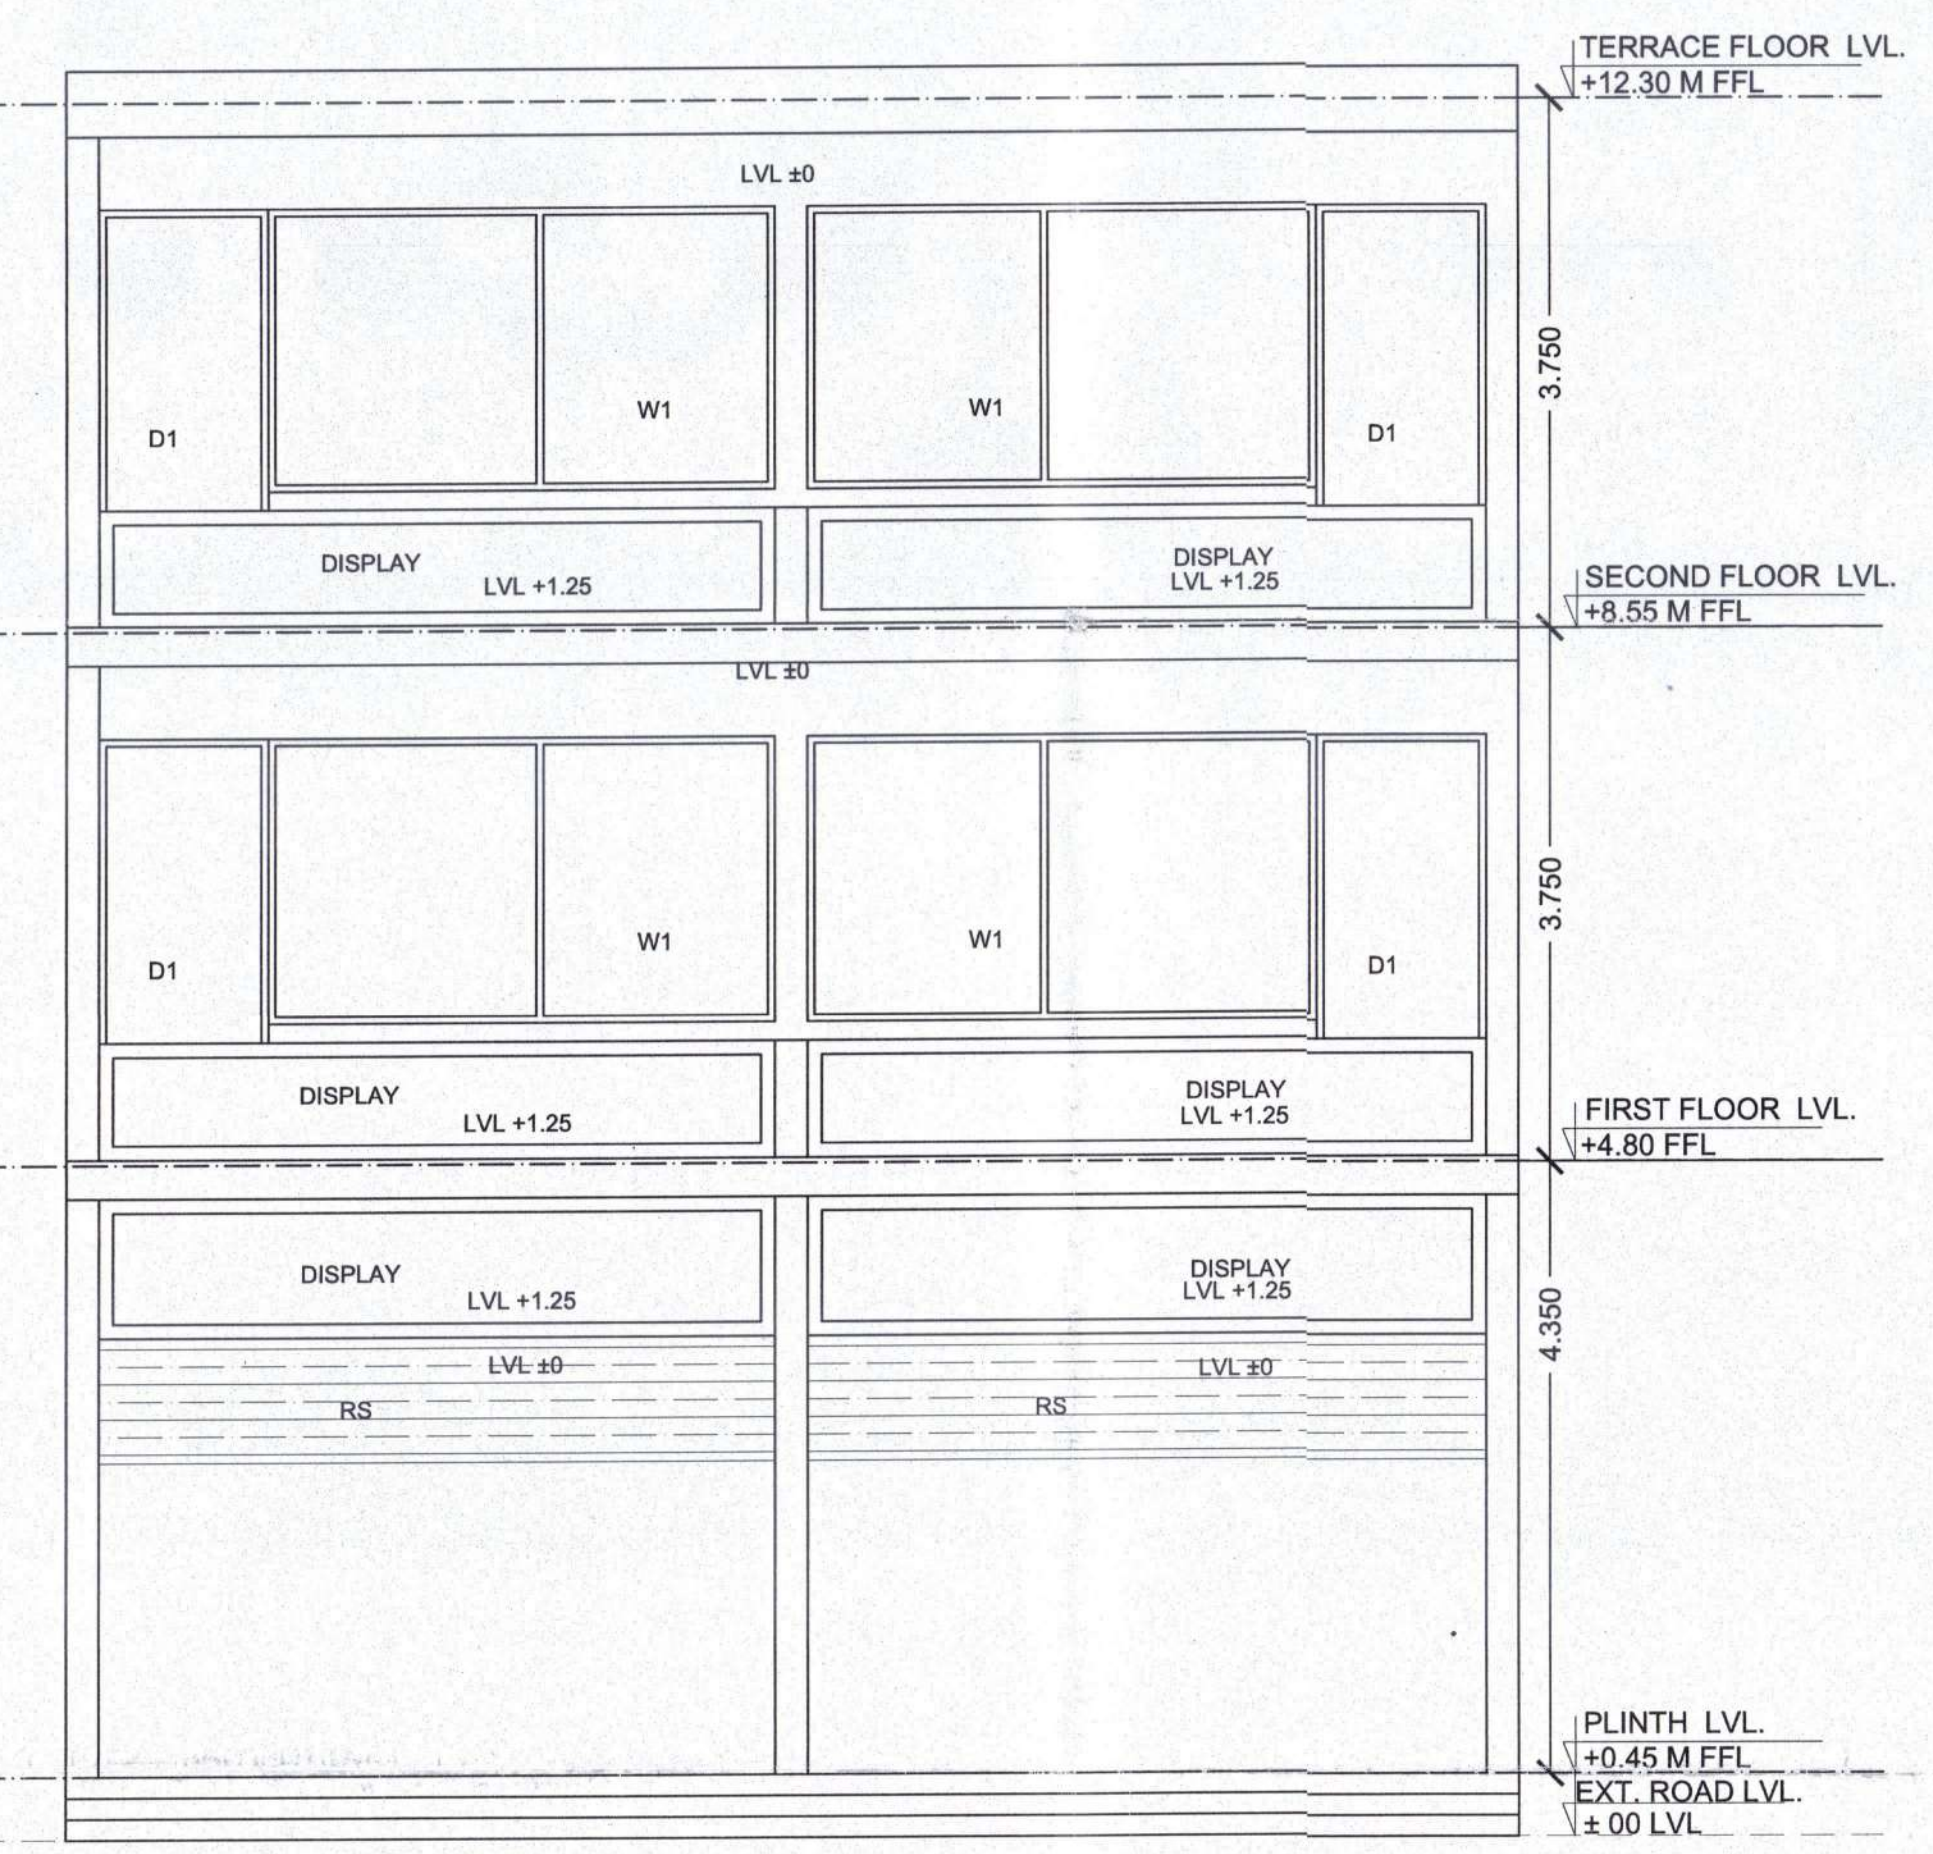 TERRACE FLOOR LVL.
+12.30 M FFL
LVL ±0
3.750
W1
W1
D1
D1
DISPLAY
LVL +1.25
DISPLAY
LVL +1.25
SECOND FLOOR LVL.
+8.55 M FFL
LVL ±0
3.750
W1
W1
D1
D1
DISPLAY
LVL +1.25
DISPLAY
LVL +1.25
FIRST FLOOR LVL.
+4.80 FFL
DISPLAY
LVL +1.25
DISPLAY
LVL +1.25
4.350
LVL ±0
LVL ±0
RS
RS
PLINTH LVL.
+0.45 M FFL
EXT. ROAD LVL.
± 00 LVL